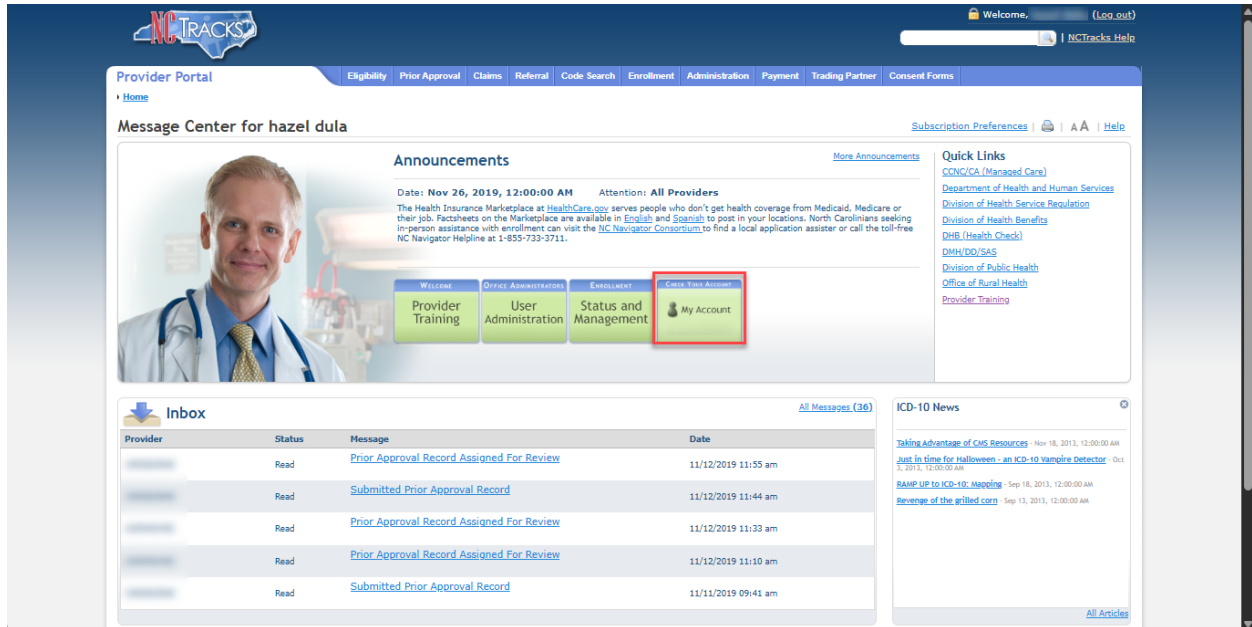 NCTRACKS
Welcome, (Log out)
NCTracks Help
Provider Portal
Eligibility Prior Approval Claims Referral Code Search Enrollment Administration Payment Trading Partner Consent Forms
Home
Message Center for hazel dula
Subscription Preferences | | A A | Help
Announcements
More Announcements
Date: Nov 26, 2019, 12:00:00 AM Attention: All Providers
The Health Insurance Marketplace at HealthCare.gov serves people who don't get health coverage from Medicaid, Medicare or
their job. Factsheets on the Marketplace are available in English and Spanish to post in your locations. North Carolinians seeking
in-person assistance with enrollment can visit the NC Navigator Consortium to find a local application assister or call the toll-free
NC Navigator Helpline at 1-855-733-3711.
WELCOME
Provider
Training
OFFICE ADMINISTRATORS
User
Administration
ENROLLMENT
Status and
Management
CHECK YOUR ACCOUNT
My Account
Quick Links
CCNC/CA (Managed Care)
Department of Health and Human Services
Division of Health Service Regulation
Division of Health Benefits
DHB (Health Check)
DMH/DD/SAS
Division of Public Health
Office of Rural Health
Provider Training
Inbox
All Messages (36)
Provider Status Message Date
Read Prior Approval Record Assigned For Review 11/12/2019 11:55 am
Read Submitted Prior Approval Record 11/12/2019 11:44 am
Read Prior Approval Record Assigned For Review 11/12/2019 11:33 am
Read Prior Approval Record Assigned For Review 11/12/2019 11:10 am
Read Submitted Prior Approval Record 11/11/2019 09:41 am
ICD-10 News
Taking Advantage of CMS Resources - Nov 18, 2013, 12:00:00 AM
Just in time for Halloween - an ICD-10 Vampire Detector - Oct
3, 2013, 12:00:00 AM
RAMP UP to ICD-10: Mapping - Sep 18, 2013, 12:00:00 AM
Revenge of the grilled corn - Sep 13, 2013, 12:00:00 AM
All Articles